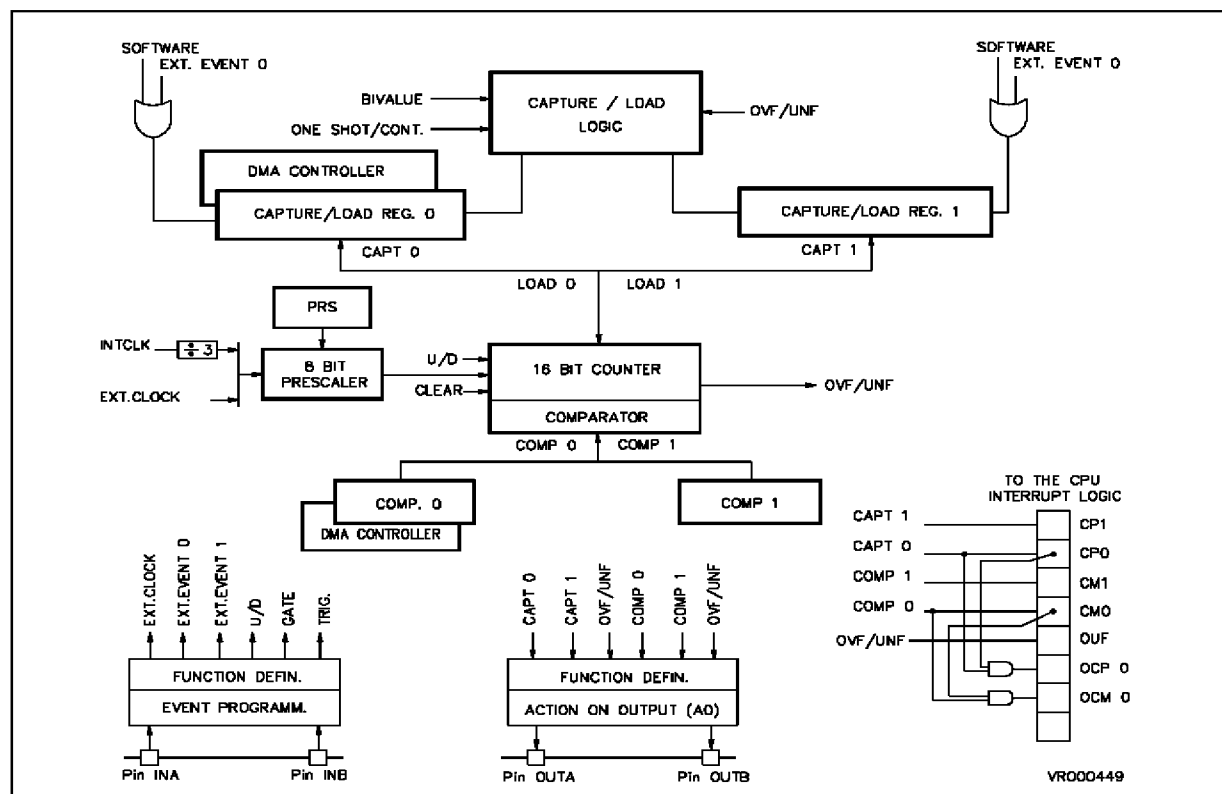 SOFTWARE
EXT. EVENT 0
SOFTWARE
EXT. EVENT 0
BIVALUE
ONE SHOT/CONT.
CAPTURE / LOAD
LOGIC
OVF/UNF
DMA CONTROLLER
CAPTURE/LOAD REG. 0
CAPTURE/LOAD REG. 1
CAPT 0
CAPT 1
LOAD 0
LOAD 1
PRS
INTCLK
÷ 3
8 BIT
PRESCALER
EXT.CLOCK
U/D
CLEAR
16 BIT COUNTER
COMPARATOR
OVF/UNF
COMP 0
COMP 1
COMP. 0
DMA CONTROLLER
COMP 1
TO THE CPU
INTERRUPT LOGIC
CAPT 1
CP1
CAPT 0
CP0
COMP 1
CM1
COMP 0
CM0
OVF/UNF
OUF
OCP 0
OCM 0
EXT.CLOCK
EXT.EVENT 0
EXT.EVENT 1
U/D
GATE
TRIG.
FUNCTION DEFIN.
EVENT PROGRAMM.
Pin INA
Pin INB
CAPT 0
CAPT 1
OVF/UNF
COMP 0
COMP 1
OVF/UNF
FUNCTION DEFIN.
ACTION ON OUTPUT (AO)
Pin OUTA
Pin OUTB
VR000449